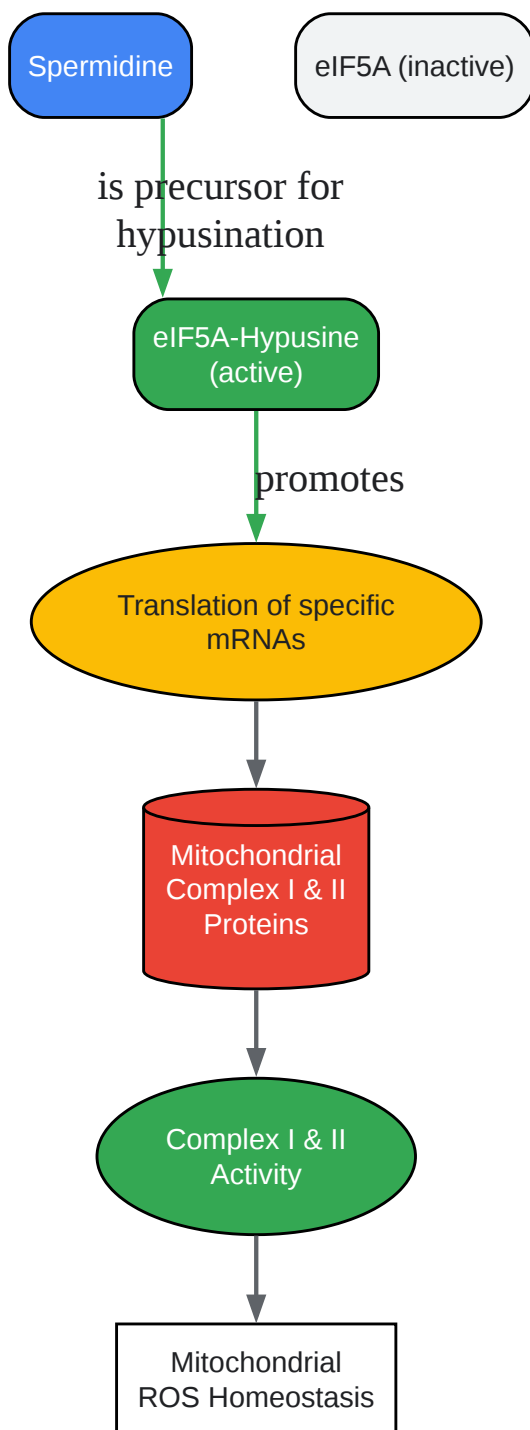 Spermidine
eIF5A (inactive)
is precursor for
hypusination
eIF5A-Hypusine
(active)
promotes
Translation of specific
mRNAs
Mitochondrial
Complex I & II
Proteins
Complex I & II
Activity
Mitochondrial
ROS Homeostasis